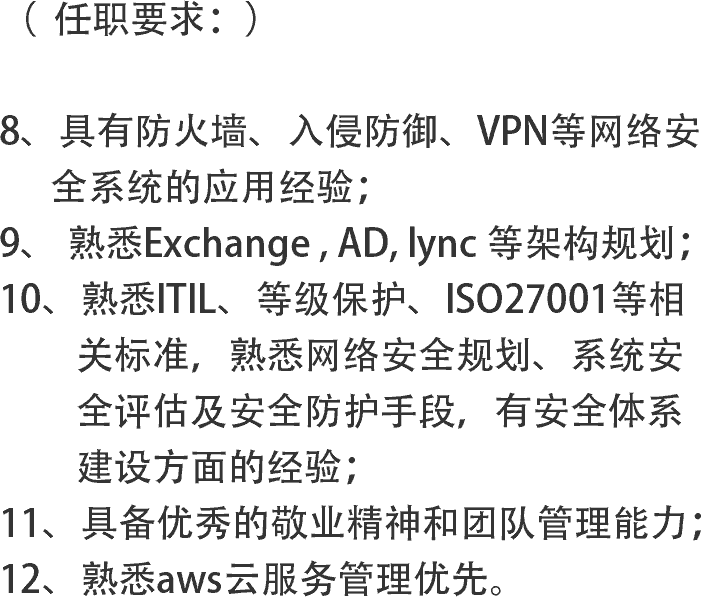 （ 任职要求：）
8、具有防火墙、入侵防御、VPN等网络安
全系统的应用经验；
9、 熟悉Exchange , AD, lync 等架构规划；
10、熟悉ITIL、等级保护、ISO27001等相
关标准，熟悉网络安全规划、系统安
全评估及安全防护手段，有安全体系
建设方面的经验；
11、具备优秀的敬业精神和团队管理能力；
12、熟悉aws云服务管理优先。